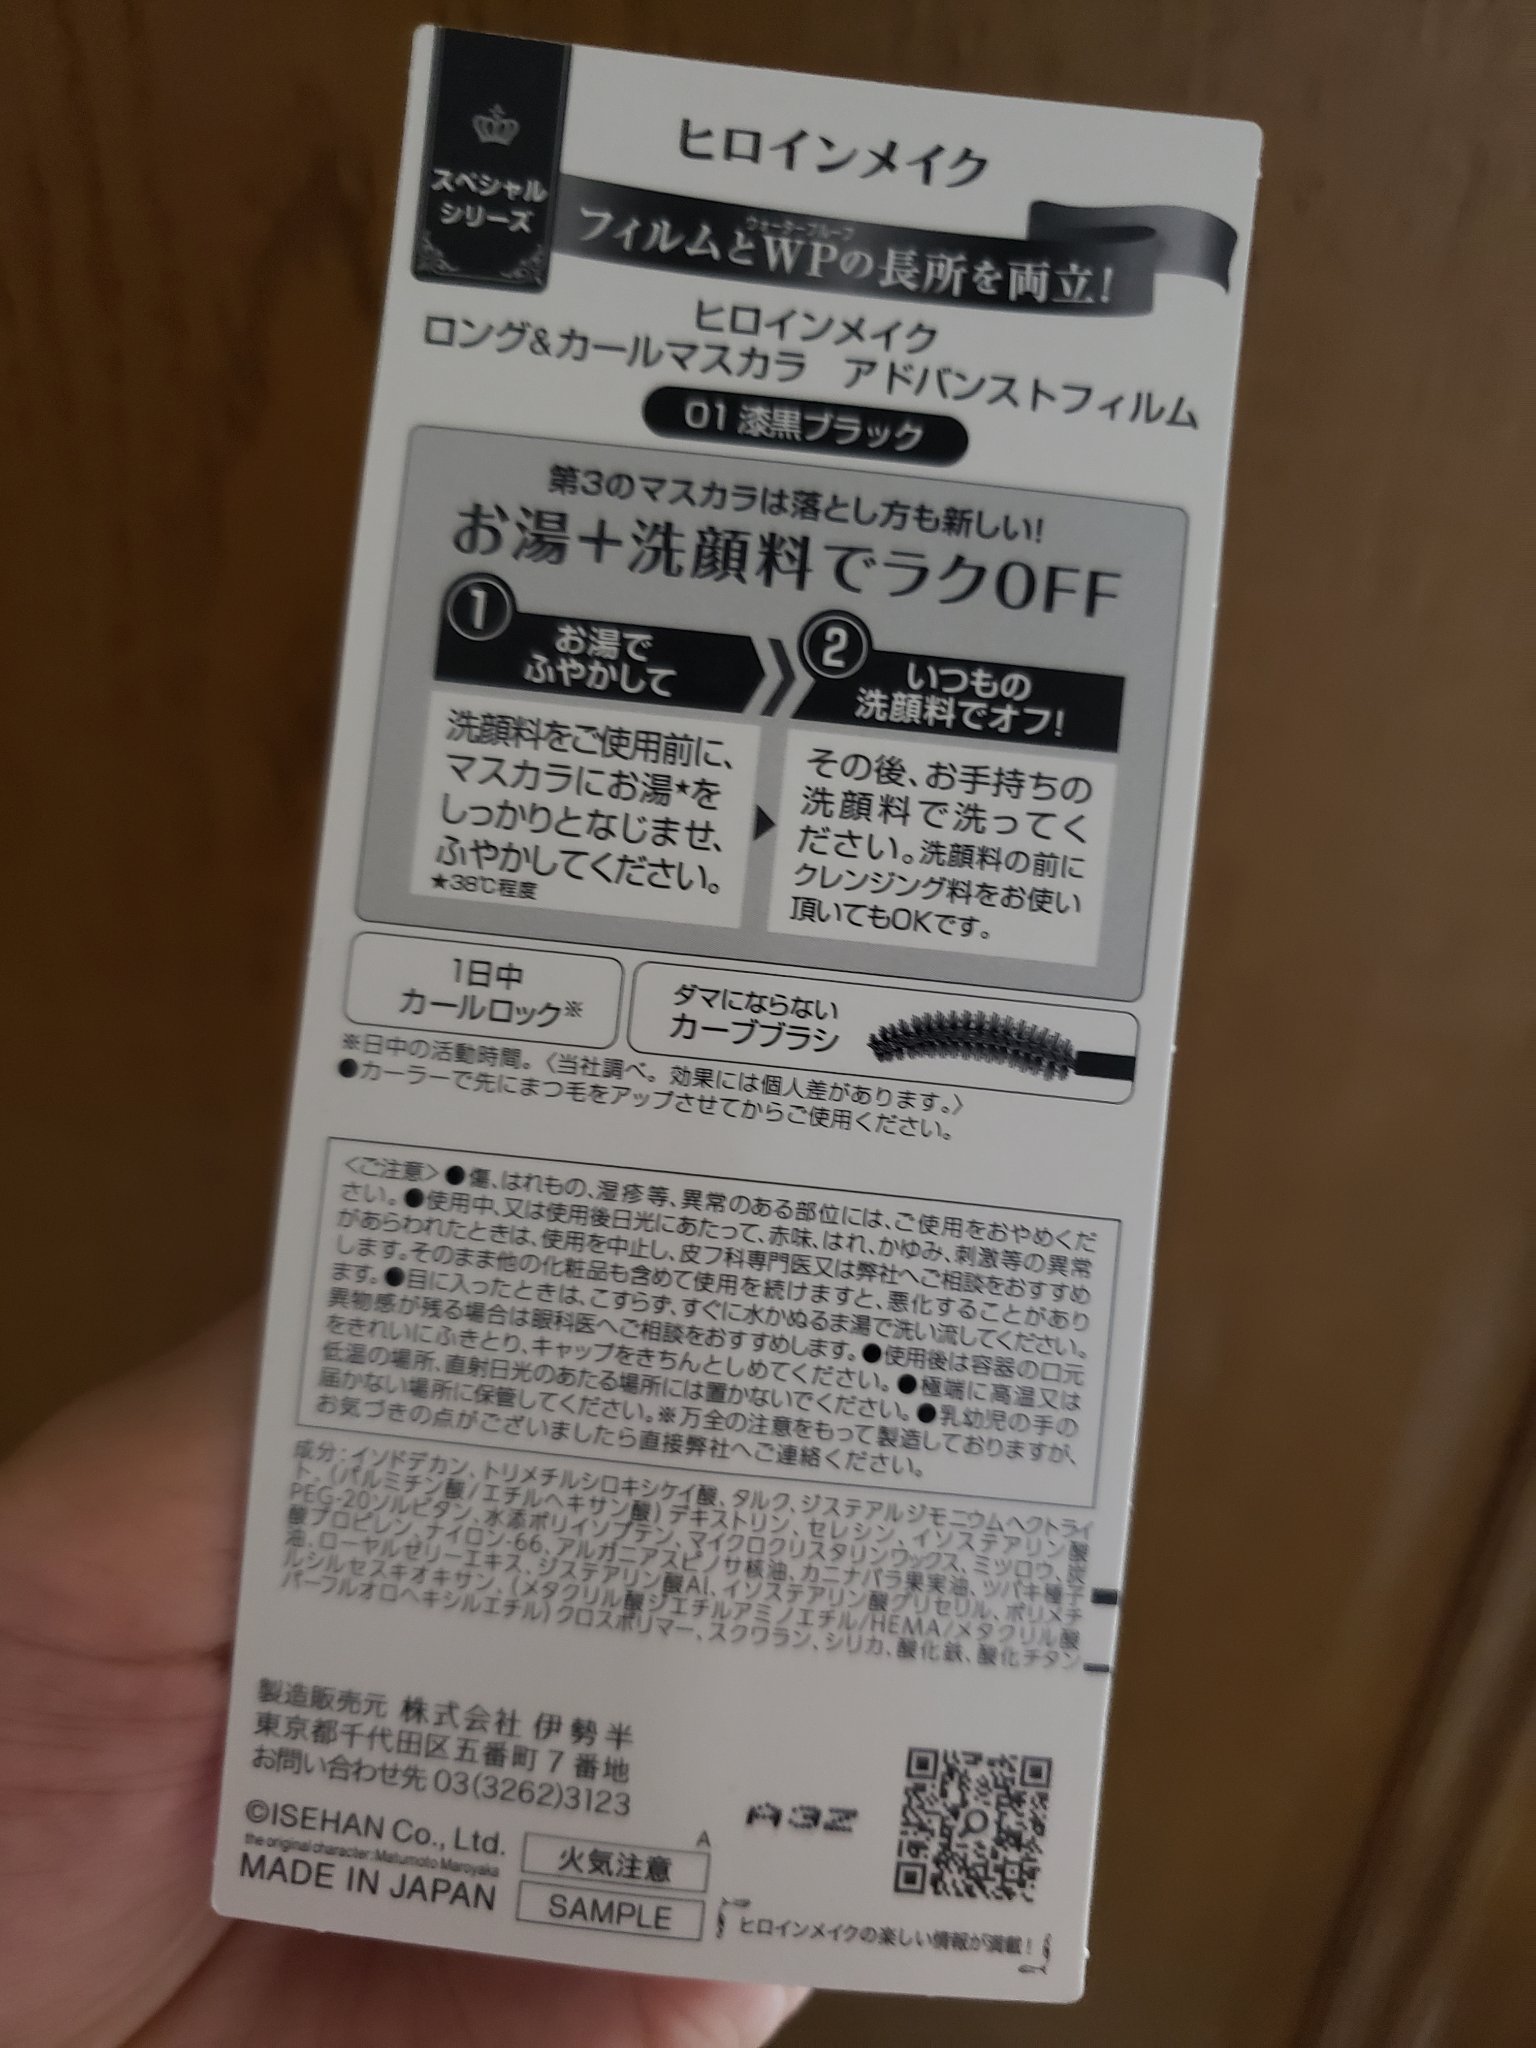 スペシャル
シリーズ
ヒロインメイク
ウォータープルーフ
フィルムとWPの長所を両立!
ヒロインメイク
ロング&カールマスカラ アドバンストフィルム
01 漆黒ブラック
第3のマスカラは落とし方も新しい!
お湯+洗顔料でラクOFF
1
お湯で
ふやかして
洗顔料をご使用前に、
マスカラにお湯★を
しっかりとなじませ、
ふやかしてください。
★38℃程度
2
いつもの
洗顔料でオフ!
その後、お手持ちの
洗顔料で洗ってく
ださい。洗顔料の前に
クレンジング料をお使い
頂いてもOKです。
1日中
カールロック※
ダマにならない
カーブブラシ
※日中の活動時間。〈当社調べ。効果には個人差があります。〉
●カーラーで先にまつ毛をアップさせてからご使用ください。
〈ご注意〉●傷、はれもの、湿疹等、異常のある部位には、ご使用をおやめくだ
さい。●使用中、又は使用後日光にあたって、赤味、はれ、かゆみ、刺激等の異常
があらわれたときは、使用を中止し、皮フ科専門医又は弊社へご相談をおすすめ
します。そのまま他の化粧品も含めて使用を続けますと、悪化することがあり
ます。●目に入ったときは、こすらず、すぐに水かぬるま湯で洗い流してください。
異物感が残る場合は眼科医へご相談をおすすめします。●使用後は容器の口元
をきれいにふきとり、キャップをきちんとしめてください。●極端に高温又は
低温の場所、直射日光のあたる場所には置かないでください。●乳幼児の手の
届かない場所に保管してください。※万全の注意をもって製造しておりますが、
お気づきの点がございましたら直接弊社へご連絡ください。
成分:イソドデカン、トリメチルシロキシケイ酸、タルク、ジステアルジモニウムヘクトライ
ト、(パルミチン酸/エチルヘキサン酸)デキストリン、セレシン、イソステアリン酸
PEG-20ソルビタン、水添ポリイソブテン、マイクロクリスタリンワックス、ミツロウ、炭
酸プロピレン、ナイロン-66、アルガニアスピノサ核油、カニナバラ果実油、ツバキ種子
油、ローヤルゼリーエキス、ジステアリン酸Al、イソステアリン酸グリセリル、ポリメチ
ルシルセスキオキサン、(メタクリル酸ジエチルアミノエチル/HEMA/メタクリル酸
パーフルオロヘキシルエチル)クロスポリマー、スクワラン、シリカ、酸化鉄、酸化チタン
製造販売元 株式会社 伊勢半
東京都千代田区五番町7番地
お問い合わせ先 03(3262)3123
©ISEHAN Co., Ltd.
the original character:Matumoto Maroyaka
MADE IN JAPAN
A
火気注意
SAMPLE
A3Z
ヒロインメイクの楽しい情報が満載!